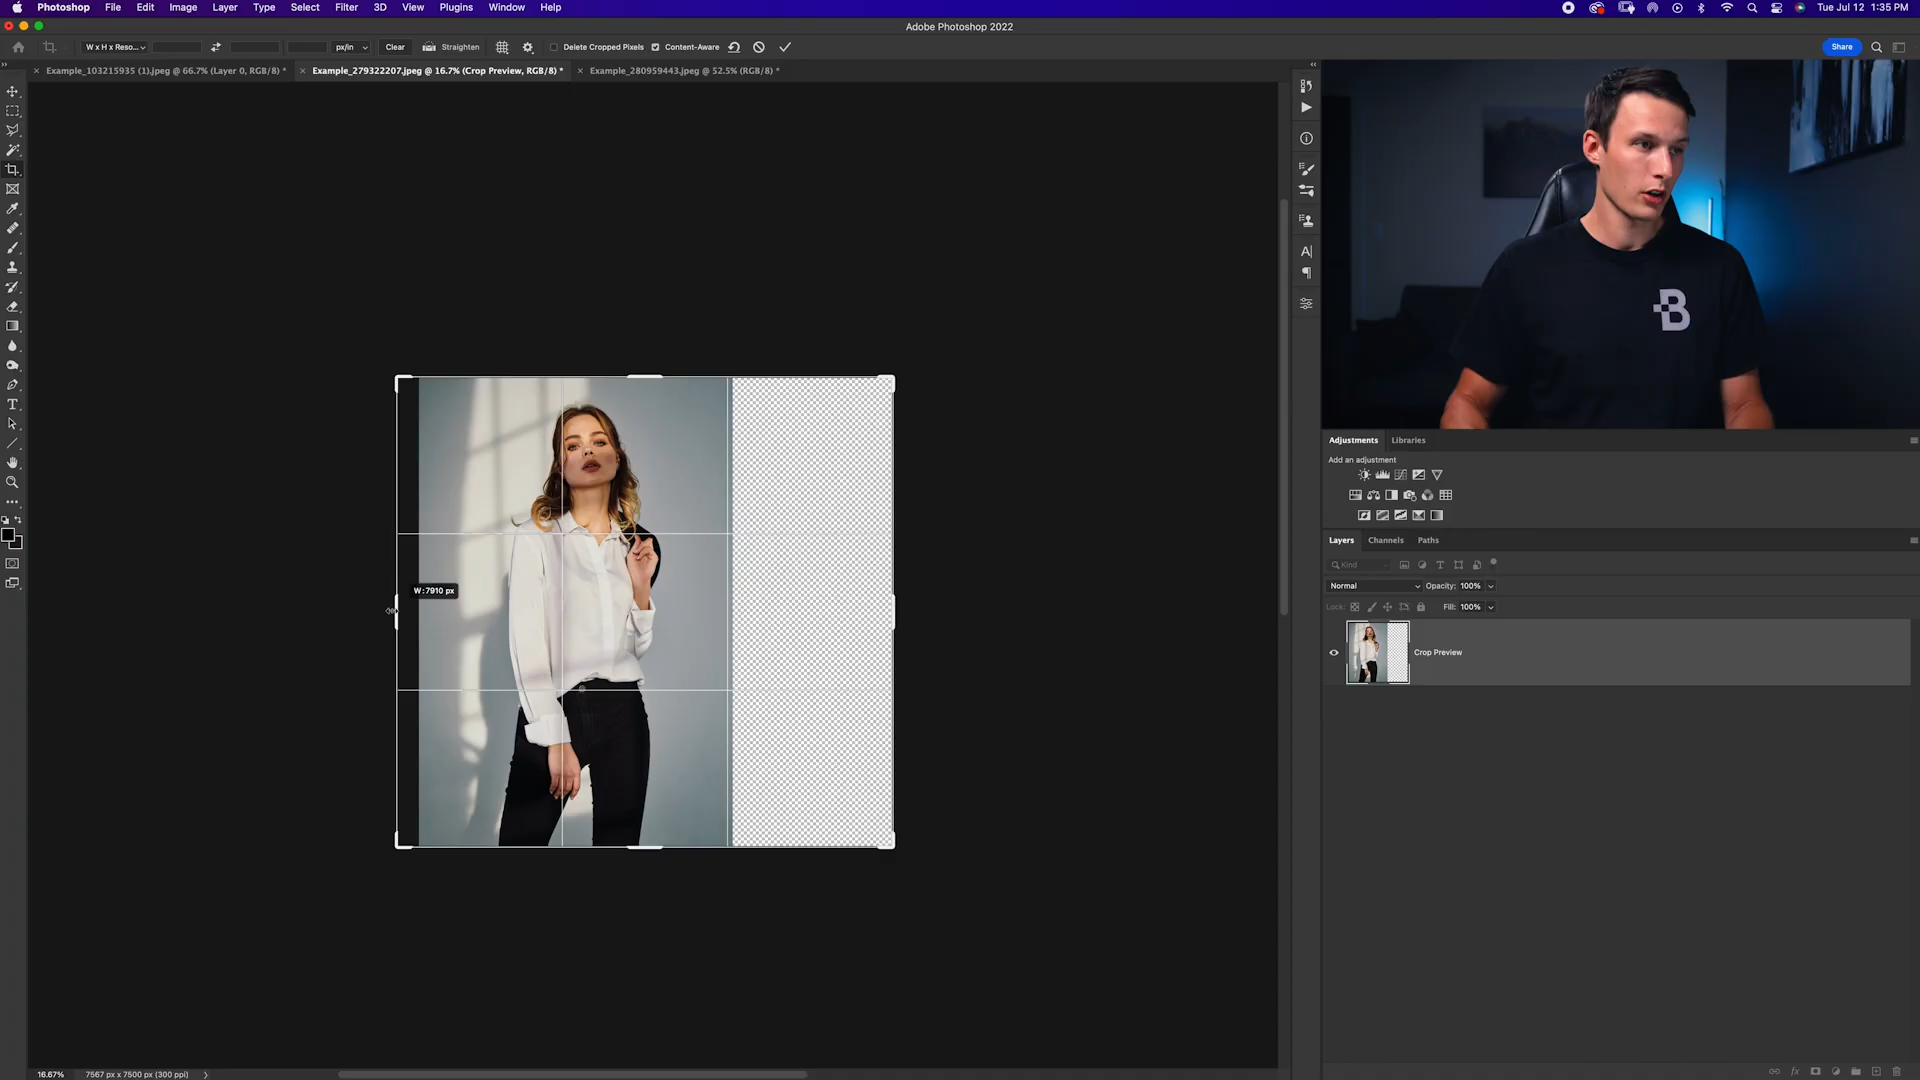 Photoshop File Edit Image Layer Type Select Filter 3D View Plugins Window Help
Tue Jul 12 1:35 PM
Adobe Photoshop 2022
W x H x Reso... px/in Clear Straighten Delete Cropped Pixels Content-Aware Share
Example_103215935 (1).jpeg @ 66.7% (Layer 0, RGB/8) * Example_279322207.jpeg @ 16.7% (Crop Preview, RGB/8) * Example_280959443.jpeg @ 52.5% (RGB/8) *
B
Adjustments Libraries
Add an adjustment
Layers Channels Paths
Kind
Normal Opacity: 100%
Lock: Fill: 100%
W: 7910 px
Crop Preview
16.67% 7567 px x 7500 px (300 ppi)
fx